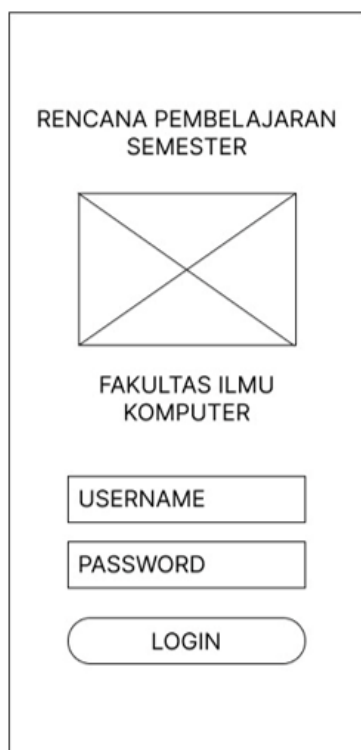 RENCANA PEMBELAJARAN
SEMESTER
FAKULTAS ILMU
KOMPUTER
USERNAME
PASSWORD
LOGIN